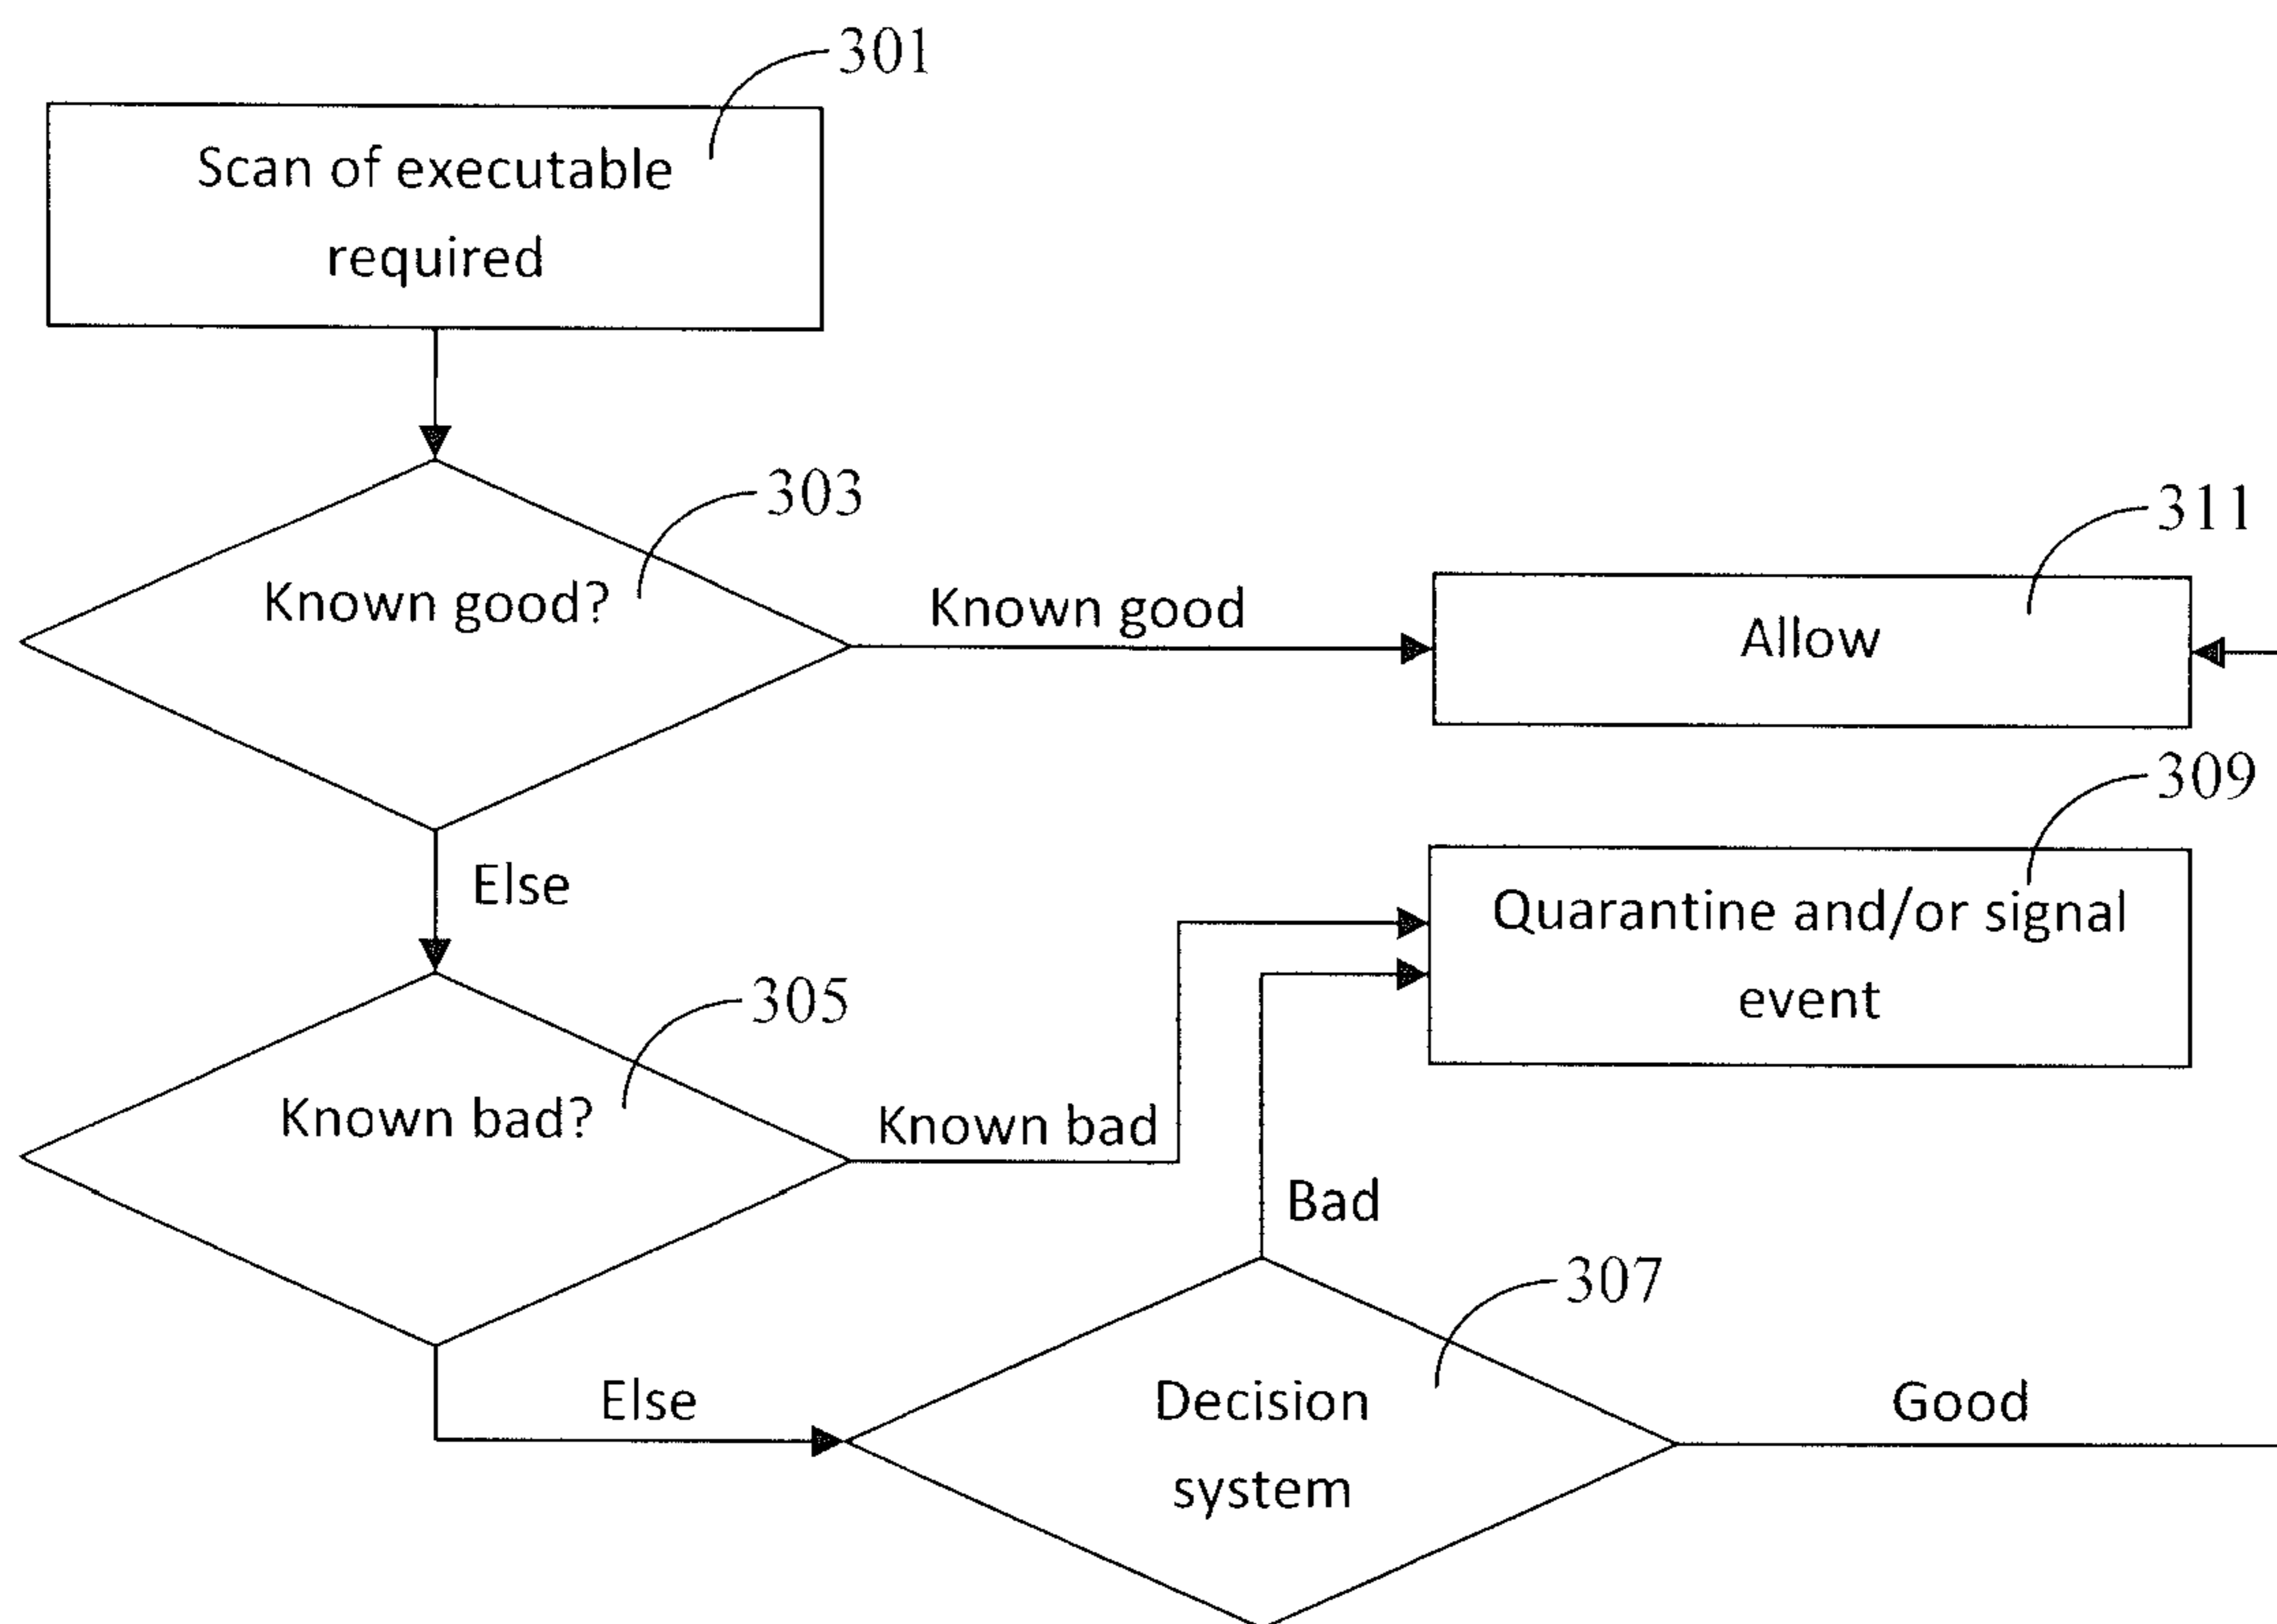 301
Scan of executable
required
303
Known good?
Known good
311
Allow
309
Quarantine and/or signal
event
Else
305
Known bad?
Known bad
Bad
307
Decision
system
Else
Good